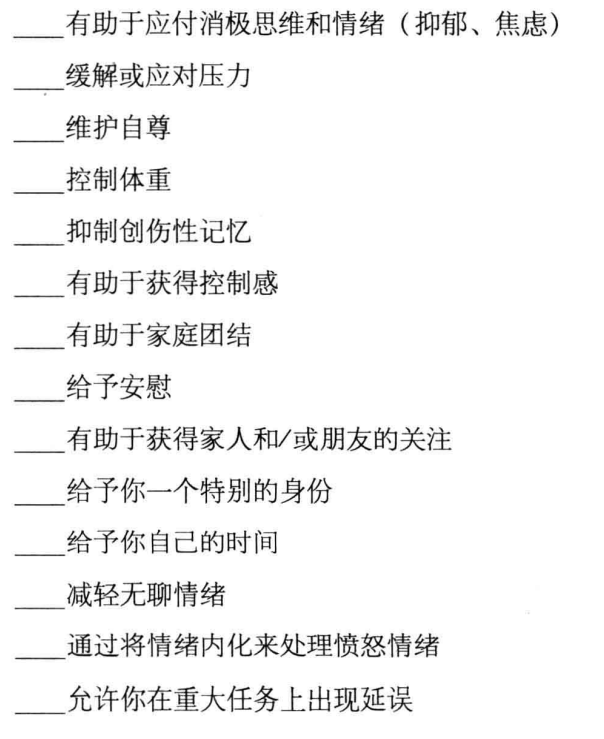 ____有助于应付消极思维和情绪（抑郁、焦虑）
____缓解或应对压力
____维护自尊
____控制体重
____抑制创伤性记忆
____有助于获得控制感
____有助于家庭团结
____给予安慰
____有助于获得家人和/或朋友的关注
____给予你一个特别的身份
____给予你自己的时间
____减轻无聊情绪
____通过将情绪内化来处理愤怒情绪
____允许你在重大任务上出现延误